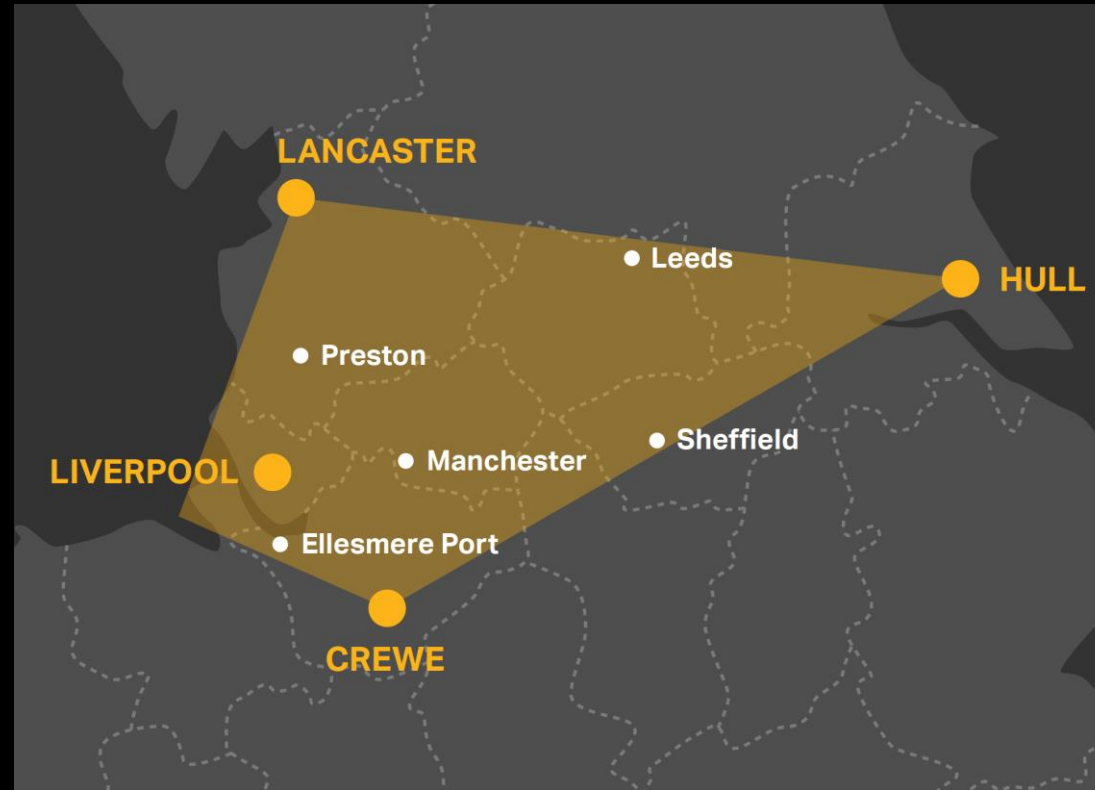 LANCASTER
Leeds
HULL
Preston
Sheffield
Manchester
LIVERPOOL
Ellesmere Port
CREWE